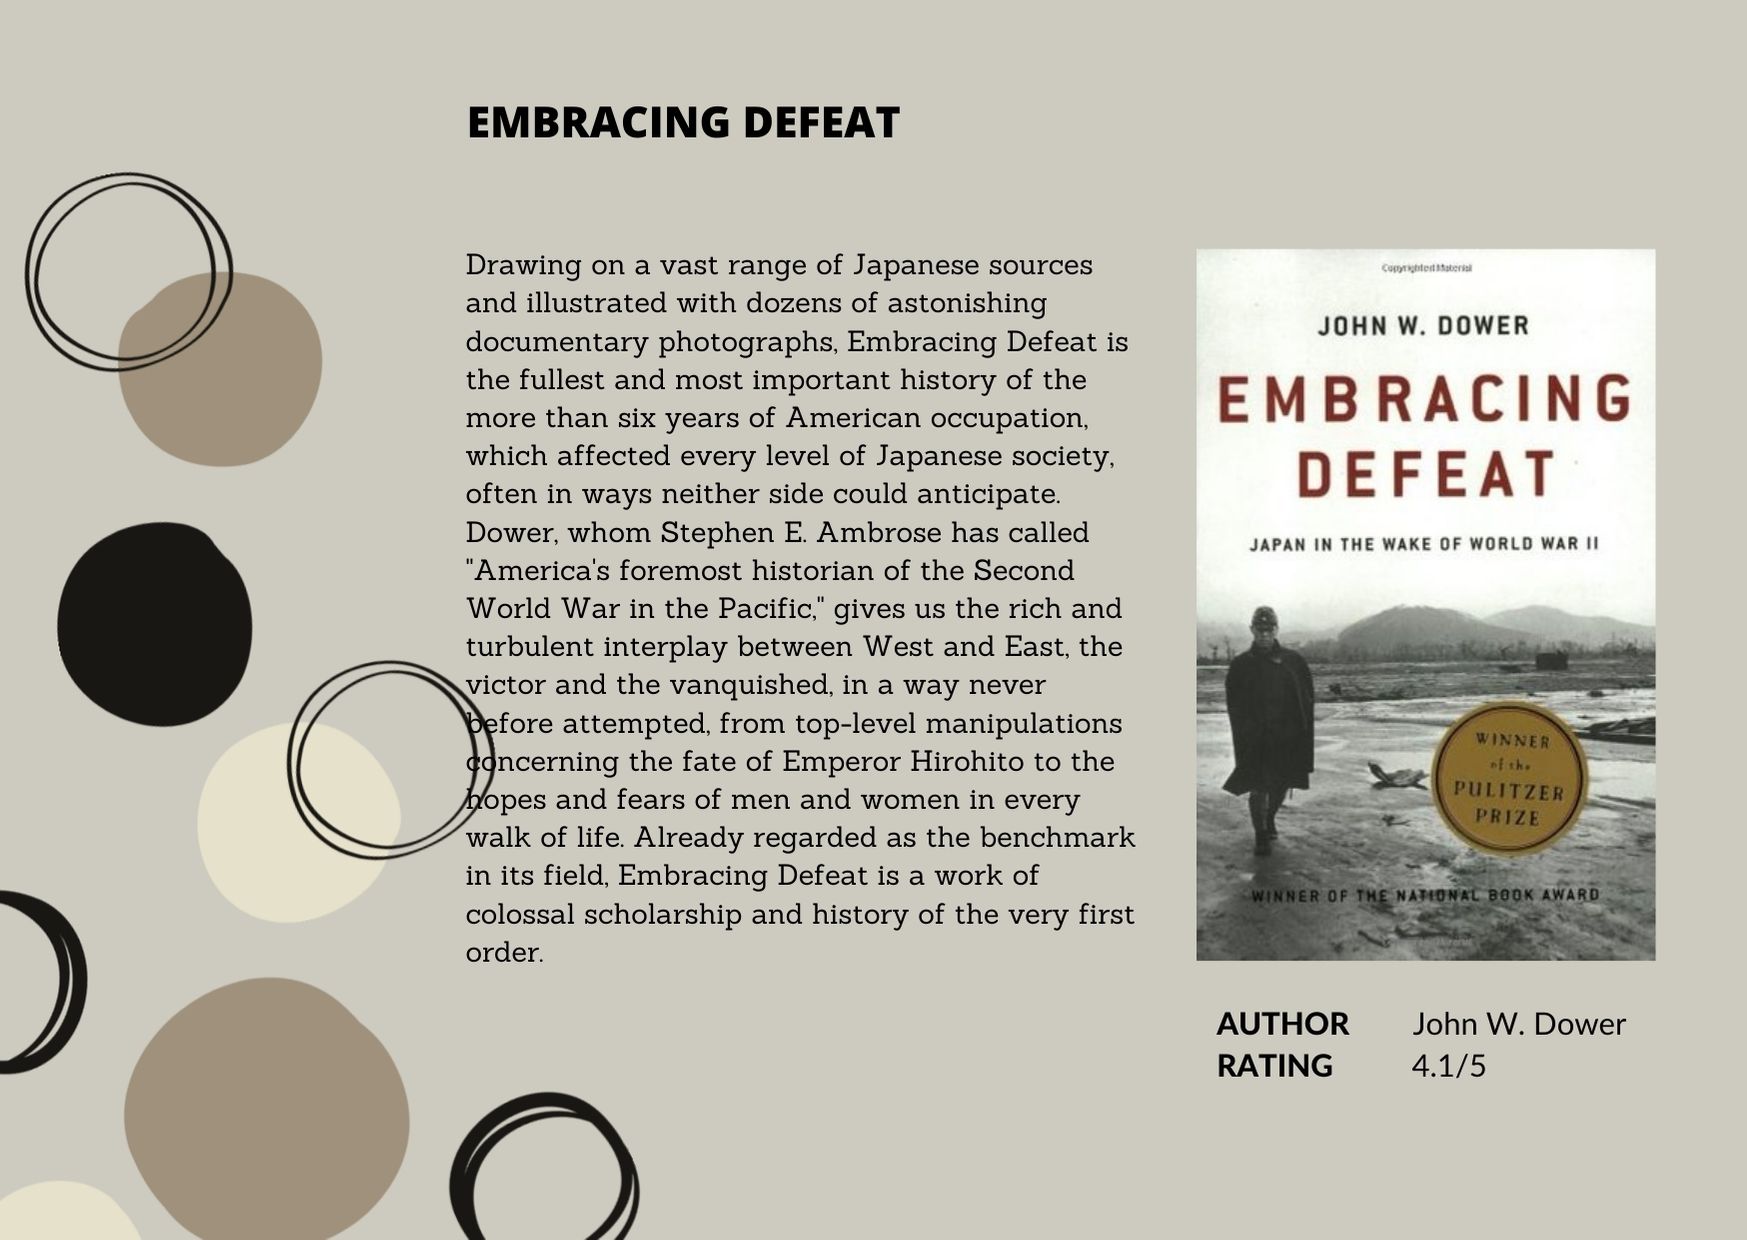 EMBRACING DEFEAT
Drawing on a vast range of Japanese sources
and illustrated with dozens of astonishing
documentary photographs, Embracing Defeat is
the fullest and most important history of the
more than six years of American occupation,
which affected every level of Japanese society,
often in ways neither side could anticipate.
Dower, whom Stephen E. Ambrose has called
"America's foremost historian of the Second
World War in the Pacific," gives us the rich and
turbulent interplay between West and East, the
victor and the vanquished, in a way never
before attempted, from top-level manipulations
concerning the fate of Emperor Hirohito to the
hopes and fears of men and women in every
walk of life. Already regarded as the benchmark
in its field, Embracing Defeat is a work of
colossal scholarship and history of the very first
order.
Copyrighted Material
JOHN W. DOWER
EMBRACING
DEFEAT
JAPAN IN THE WAKE OF WORLD WAR II
WINNER
of the
PULITZER
PRIZE
WINNER OF THE NATIONAL BOOK AWARD
AUTHOR John W. Dower
RATING 4.1/5